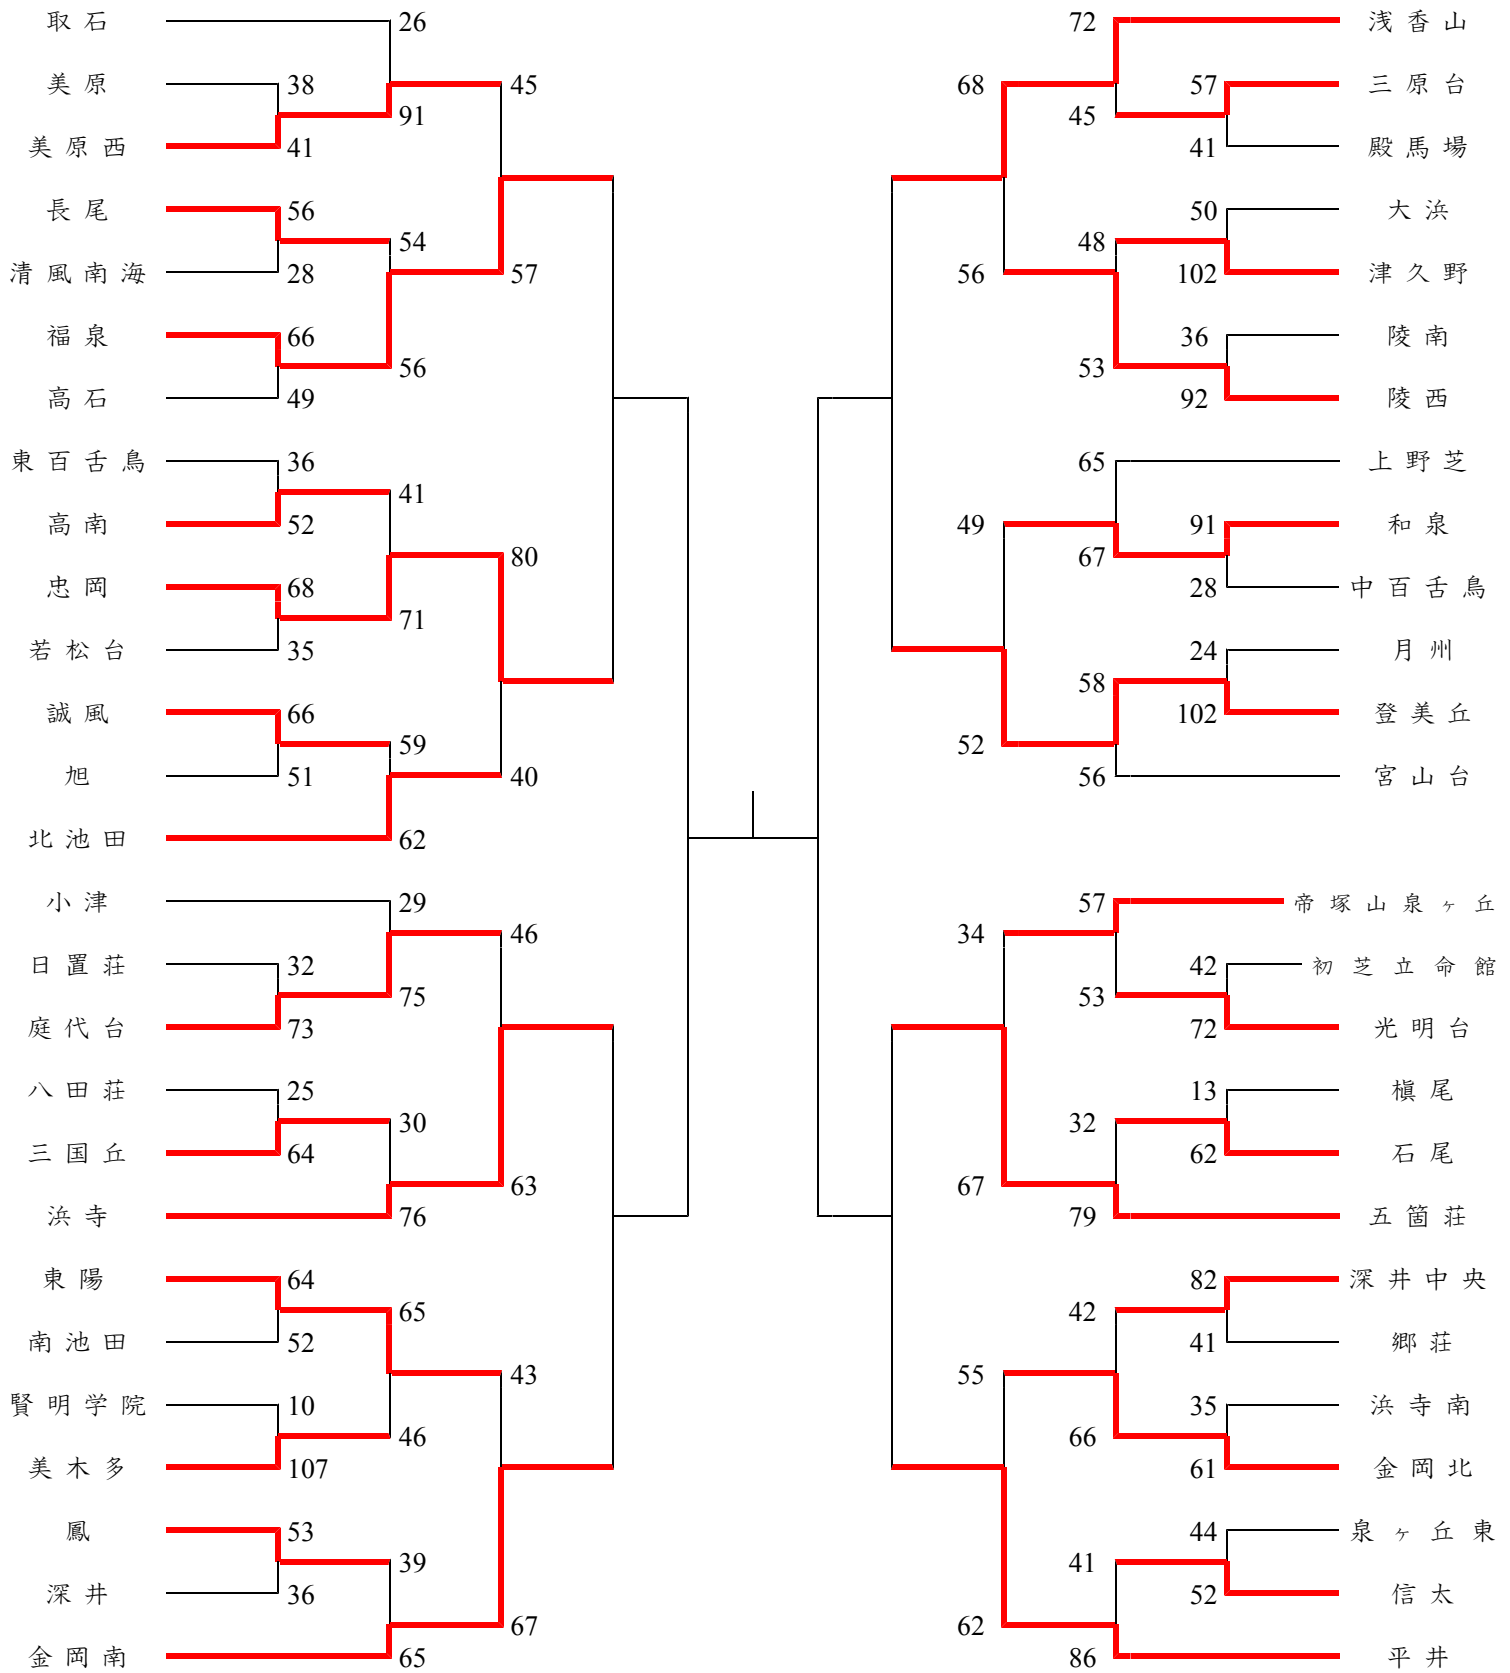 取石 26 72 浅香山
美原 38 45 68 57 三原台
91 45
美原西 41 41 殿馬場
長尾 56 50 大浜
54 48
清風南海 28 57 56 102 津久野
福泉 66 36 陵南
56 53
高石 49 92 陵西
東百舌鳥 36 65 上野芝
41
高南 52 49 91 和泉
80 67
忠岡 68 28 中百舌鳥
71
若松台 35 24 月州
58
誠風 66 102 登美丘
59 52
旭 51 40 56 宮山台
北池田 62
小津 29 57 帝塚山泉ヶ丘
46 34
日置荘 32 42 初芝立命館
75 53
庭代台 73 72 光明台
八田荘 25 13 槇尾
30 32
三国丘 64 62 石尾
63 67
浜寺 76 79 五箇荘
東陽 64 82 深井中央
65 42
南池田 52 41 郷荘
43 55
賢明学院 10 35 浜寺南
46 66
美木多 107 61 金岡北
鳳 53 44 泉ヶ丘東
39 41
深井 36 52 信太
67 62
金岡南 65 86 平井